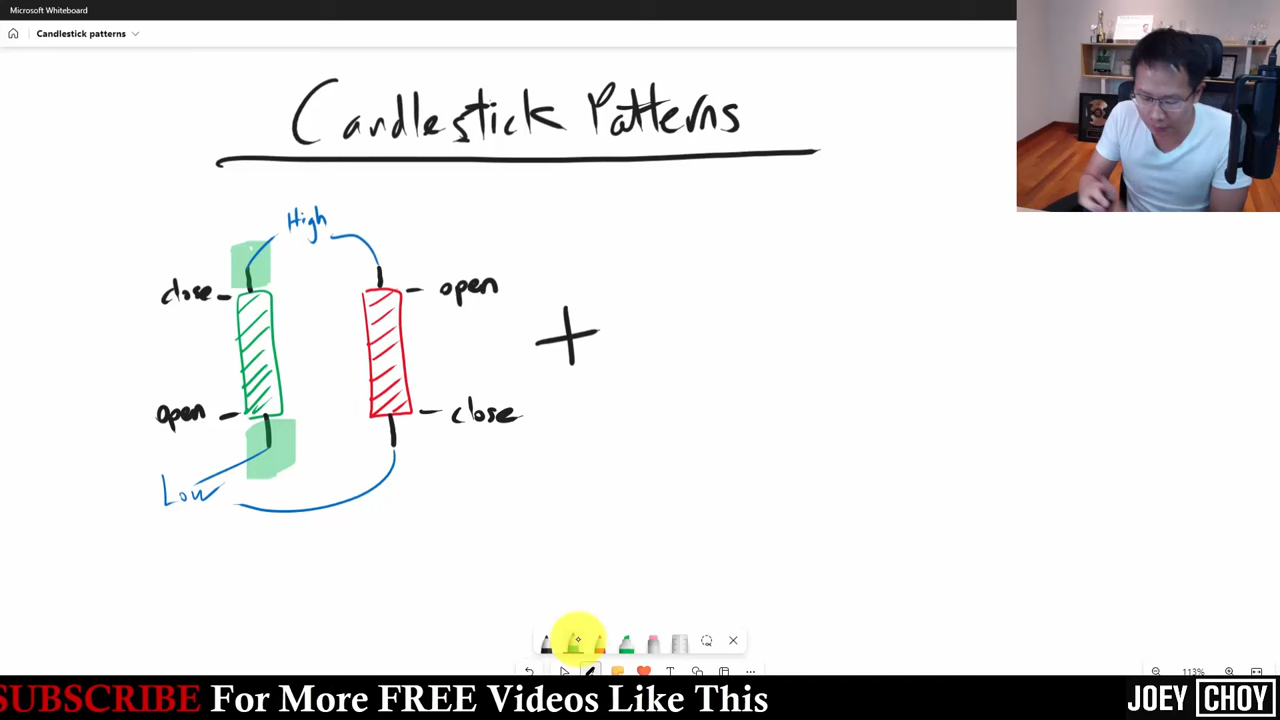 Microsoft Whiteboard
Candlestick patterns
Candlestick Patterns
High
close
open
open
close
Low
113%
SUBSCRIBE For More FREE Videos Like This
JOEY CHOY